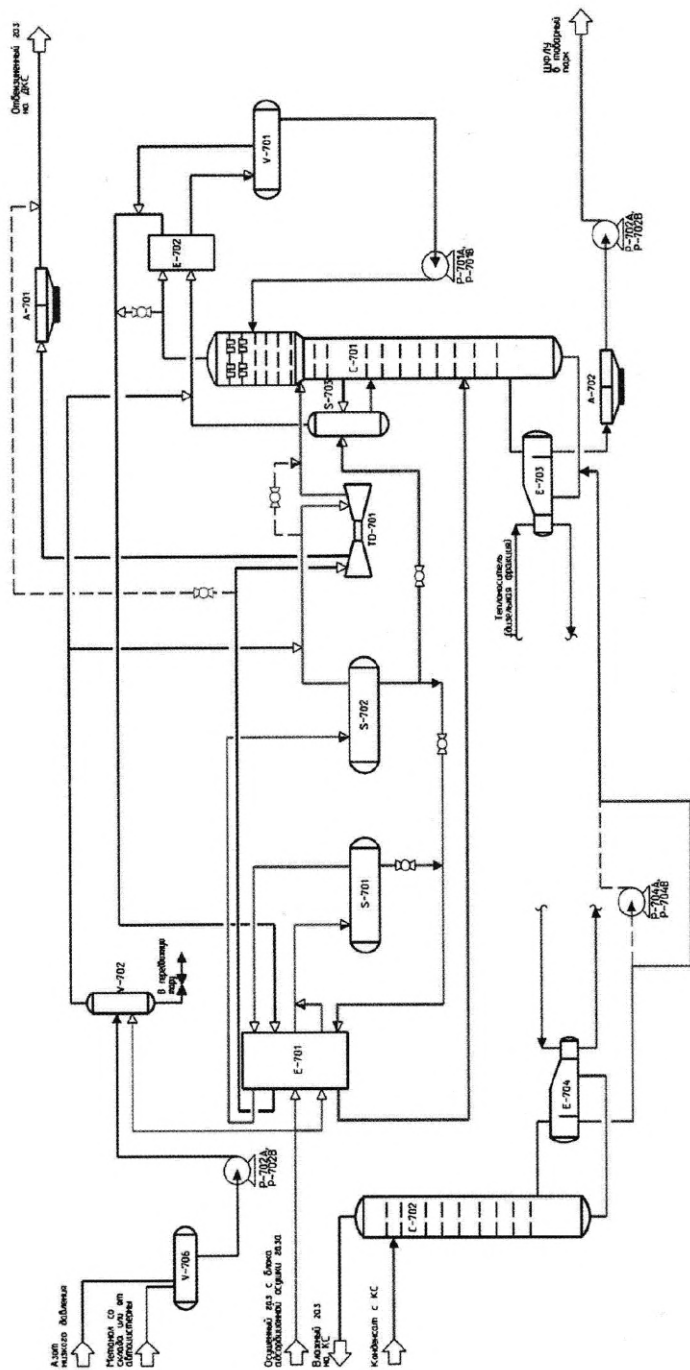 Азот
низкого давления
Метанол со
склада или от
автоцистерны
Осушенный газ с блока
адсорбционной осушки газа
Влажный газ
на КС
Конденсат с КС
V-706
P-702A,
P-702B
V-702
В передвижную
тару
E-701
S-701
S-702
TD-701
S-703
C-701
E-702
V-701
P-701A,
P-701B
A-701
Отбензиненный газ
на ДКС
C-702
E-704
P-704A,
P-704B
Теплоноситель
(дизельная фракция)
E-703
A-702
P-702A,
P-702B
ШФЛУ
в товарный
парк